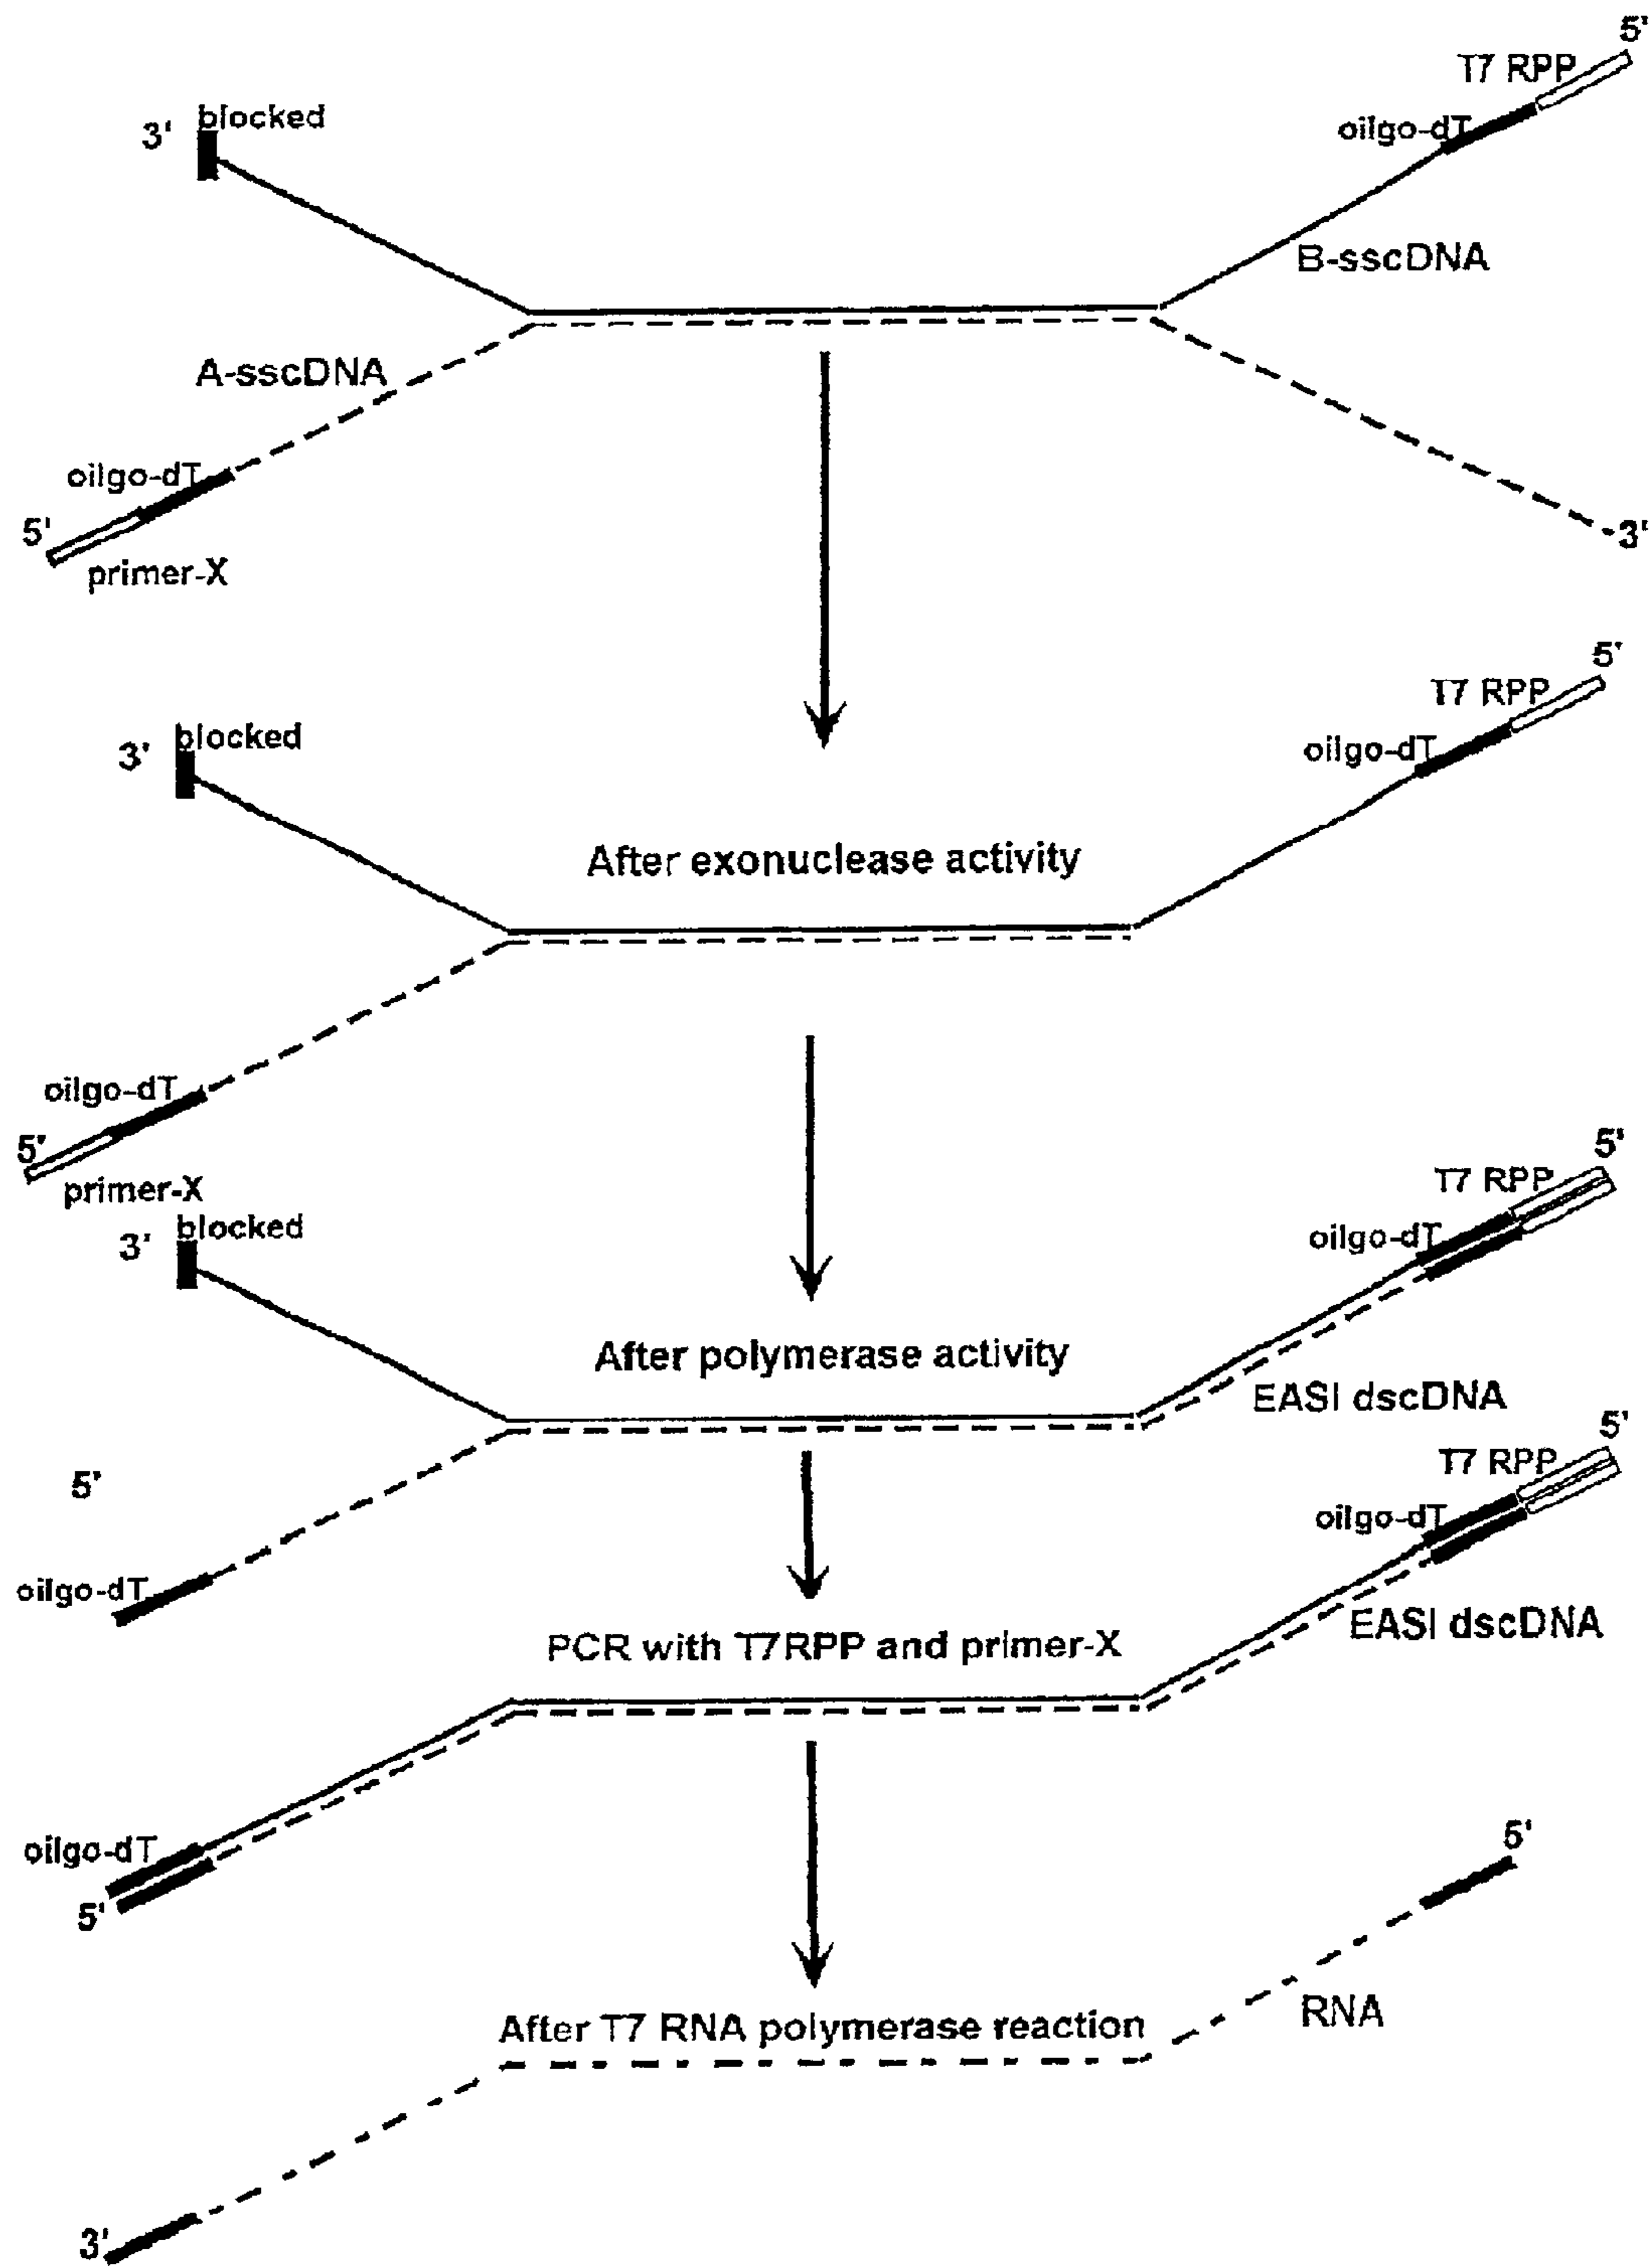 5'
T7 RPP
blocked
3'
oilgo-dT
B-sscDNA
A-sscDNA
oilgo-dT
5'
3'
primer-X
5'
T7 RPP
blocked
3'
oilgo-dT
After exonuclease activity
oilgo-dT
5'
primer-X
5'
T7 RPP
blocked
3'
oilgo-dT
After polymerase activity
EASI dscDNA
5'
T7 RPP
5'
oilgo-dT
oilgo-dT
PCR with T7RPP and primer-X
EASI dscDNA
oilgo-dT
5'
5'
After T7 RNA polymerase reaction
RNA
3'